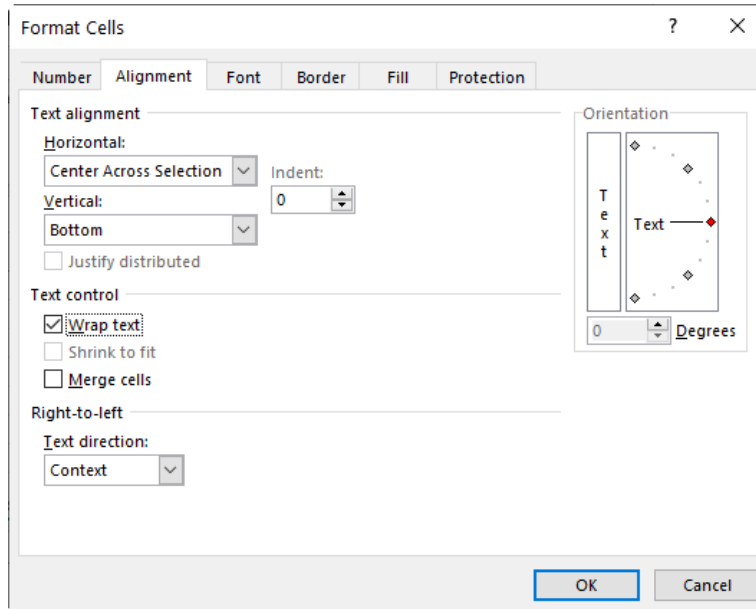 Format Cells ? ×
Number Alignment Font Border Fill Protection
Text alignment
Horizontal:
Center Across Selection
Indent:
0
Vertical:
Bottom
Justify distributed
Text control
Wrap text
Shrink to fit
Merge cells
Right-to-left
Text direction:
Context
Orientation
T
e
x
t
Text
0 Degrees
OK Cancel